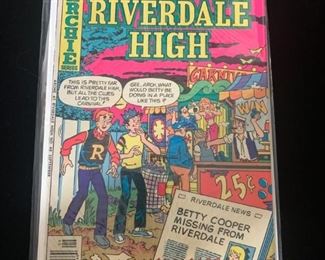 ARCHIE
SERIES
RIVERDALE
HIGH
CARNIV
THIS IS PRETTY FAR
FROM RIVERDALE HIGH,
BUT ALL THE CLUES
LEAD TO THIS
CARNIVAL!
GEE, ARCH, WHAT
WOULD BETTY BE
DOING IN A PLACE
LIKE THIS?
R
25¢
RIVERDALE NEWS
BETTY COOPER
MISSING FROM
RIVERDALE